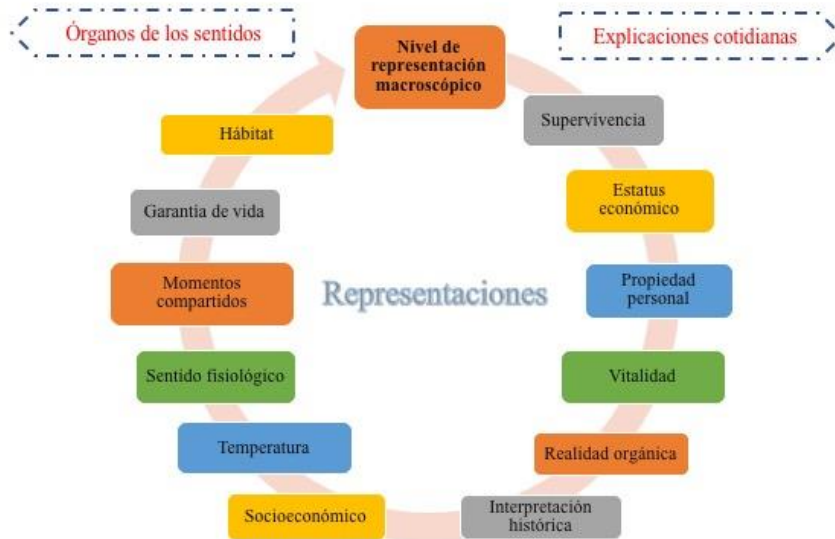 Órganos de los sentidos
Explicaciones cotidianas
Nivel de
representación
macroscópico
Supervivencia
Estatus
económico
Propiedad
personal
Vitalidad
Realidad orgánica
Interpretación
histórica
Socioeconómico
Temperatura
Sentido fisiológico
Momentos
compartidos
Garantía de vida
Hábitat
Representaciones